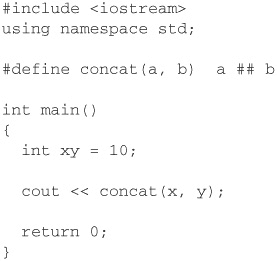 #include <iostream>
using namespace std;
#define concat(a, b)  a ## b
int main()
{
  int xy = 10;
  cout << concat(x, y);
  return 0;
}